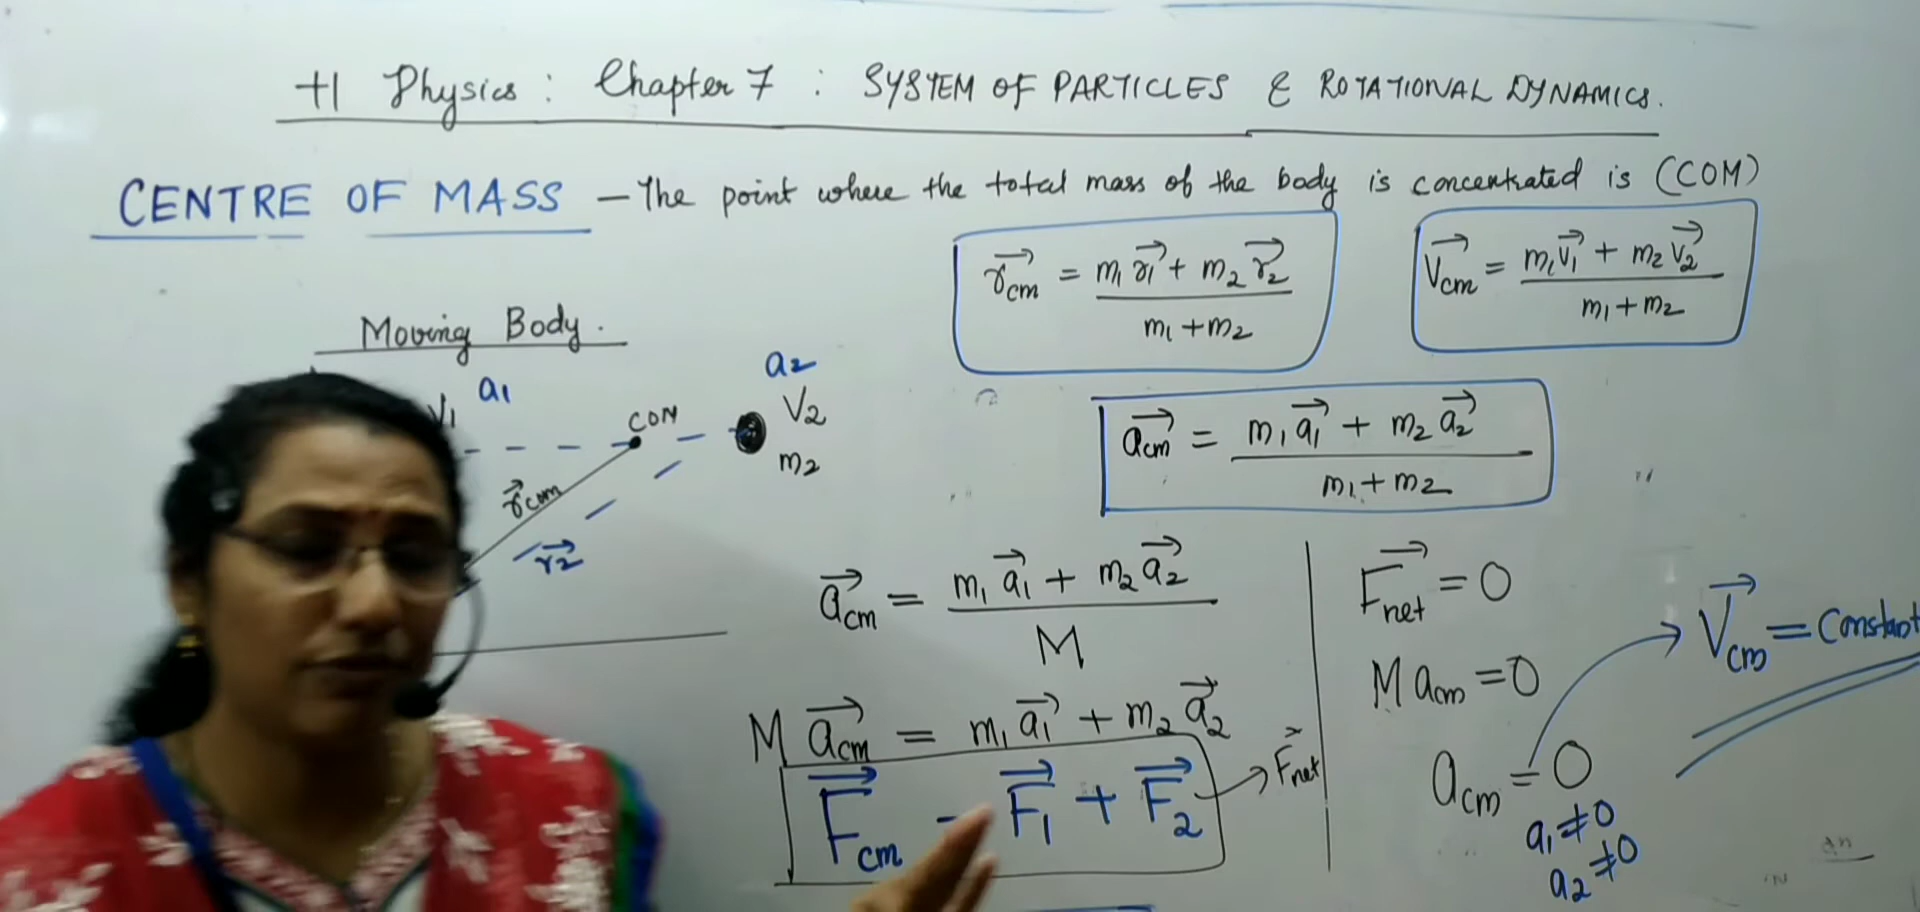 +1 Physics : Chapter 7 : SYSTEM OF PARTICLES & ROTATIONAL DYNAMICS.
CENTRE OF MASS – The point where the total mass of the body is concentrated is (COM)
Moving Body.
a1
V1
COM
a2
V2
m2
r⃗com
r⃗2
r⃗cm = (m1 r⃗1 + m2 r⃗2) / (m1 + m2)
V⃗cm = (m1 v⃗1 + m2 v⃗2) / (m1 + m2)
a⃗cm = (m1 a⃗1 + m2 a⃗2) / (m1 + m2)
a⃗cm = (m1 a⃗1 + m2 a⃗2) / M
M a⃗cm = m1 a⃗1 + m2 a⃗2
F⃗cm = F⃗1 + F⃗2 → F⃗net
F⃗net = 0
M acm = 0
acm = 0 → V⃗cm = Constant
a1 ≠ 0
a2 ≠ 0